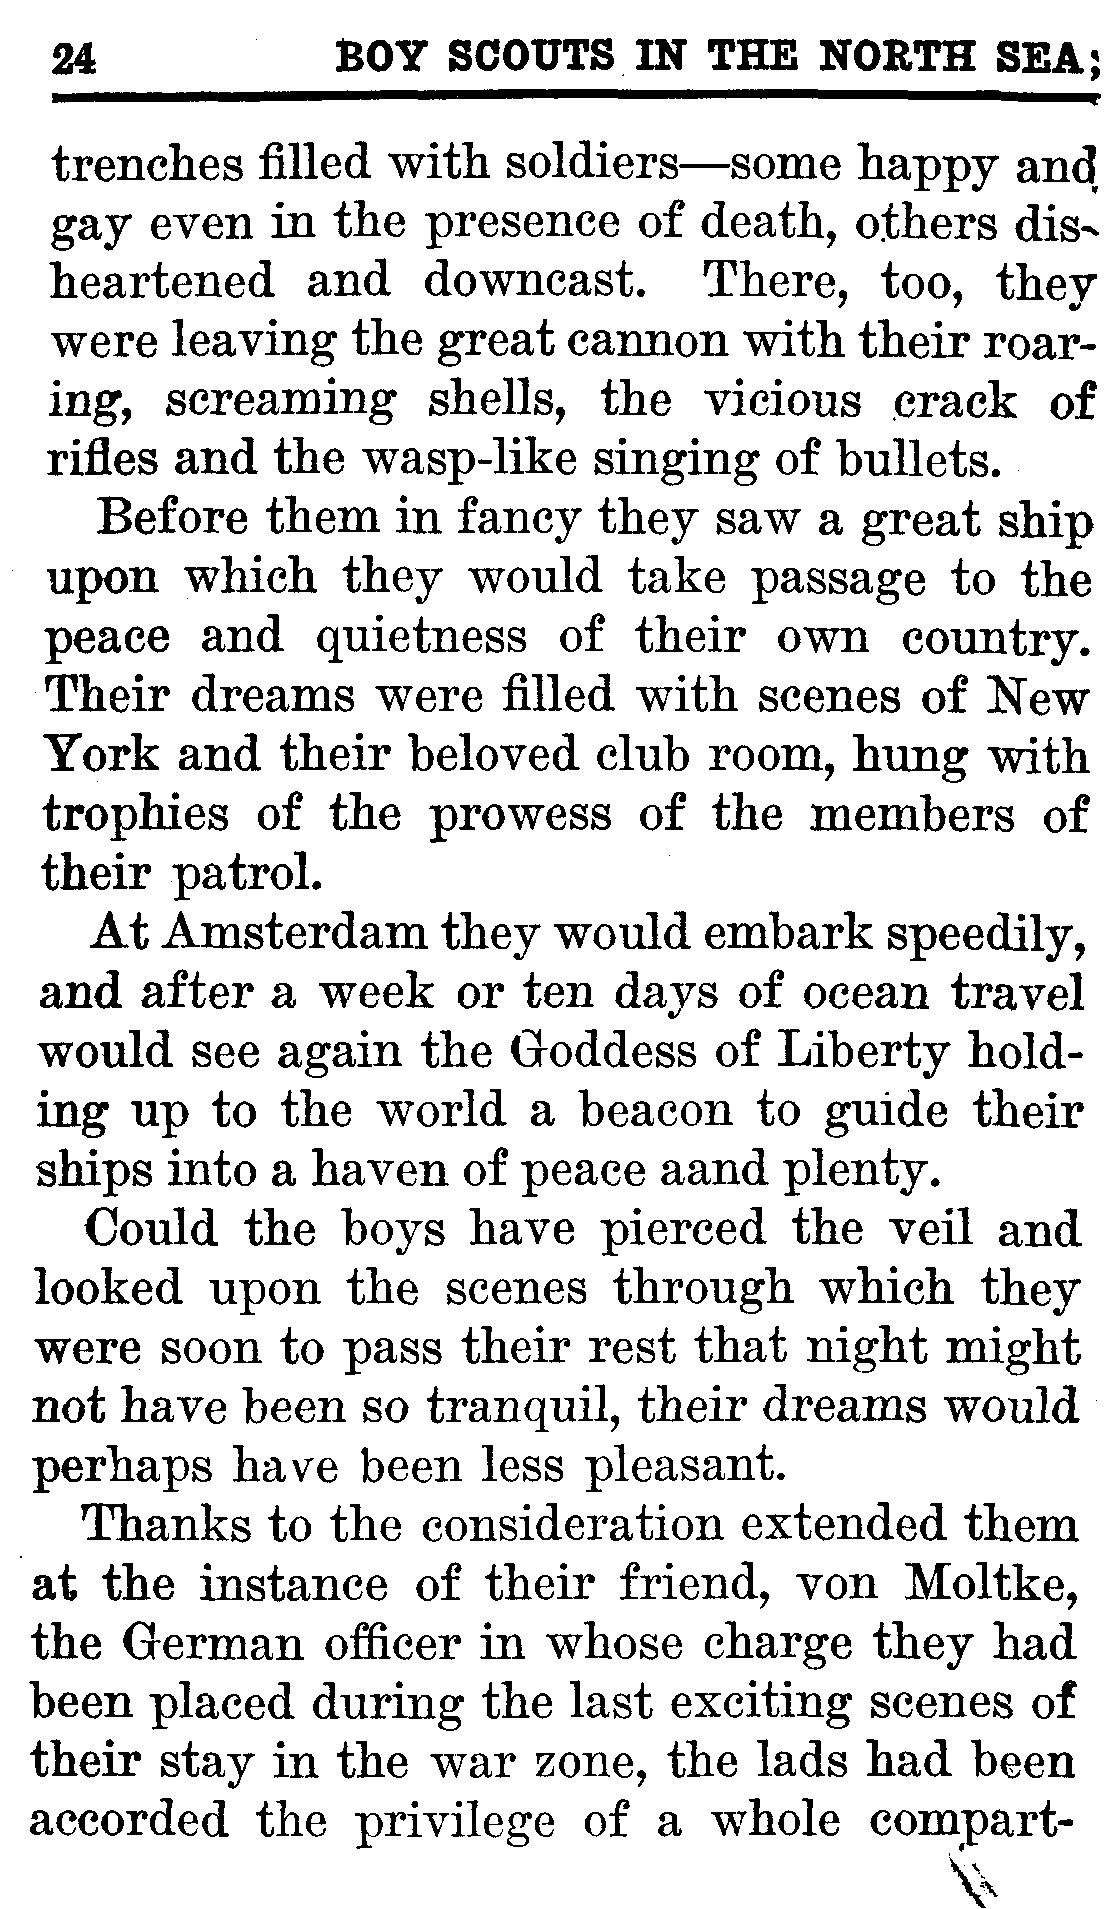 24 BOY SCOUTS IN THE NORTH SEA;
trenches filled with soldiers—some happy and
gay even in the presence of death, others dis-
heartened and downcast. There, too, they
were leaving the great cannon with their roar-
ing, screaming shells, the vicious crack of
rifles and the wasp-like singing of bullets.
Before them in fancy they saw a great ship
upon which they would take passage to the
peace and quietness of their own country.
Their dreams were filled with scenes of New
York and their beloved club room, hung with
trophies of the prowess of the members of
their patrol.
At Amsterdam they would embark speedily,
and after a week or ten days of ocean travel
would see again the Goddess of Liberty hold-
ing up to the world a beacon to guide their
ships into a haven of peace aand plenty.
Could the boys have pierced the veil and
looked upon the scenes through which they
were soon to pass their rest that night might
not have been so tranquil, their dreams would
perhaps have been less pleasant.
Thanks to the consideration extended them
at the instance of their friend, von Moltke,
the German officer in whose charge they had
been placed during the last exciting scenes of
their stay in the war zone, the lads had been
accorded the privilege of a whole compart-